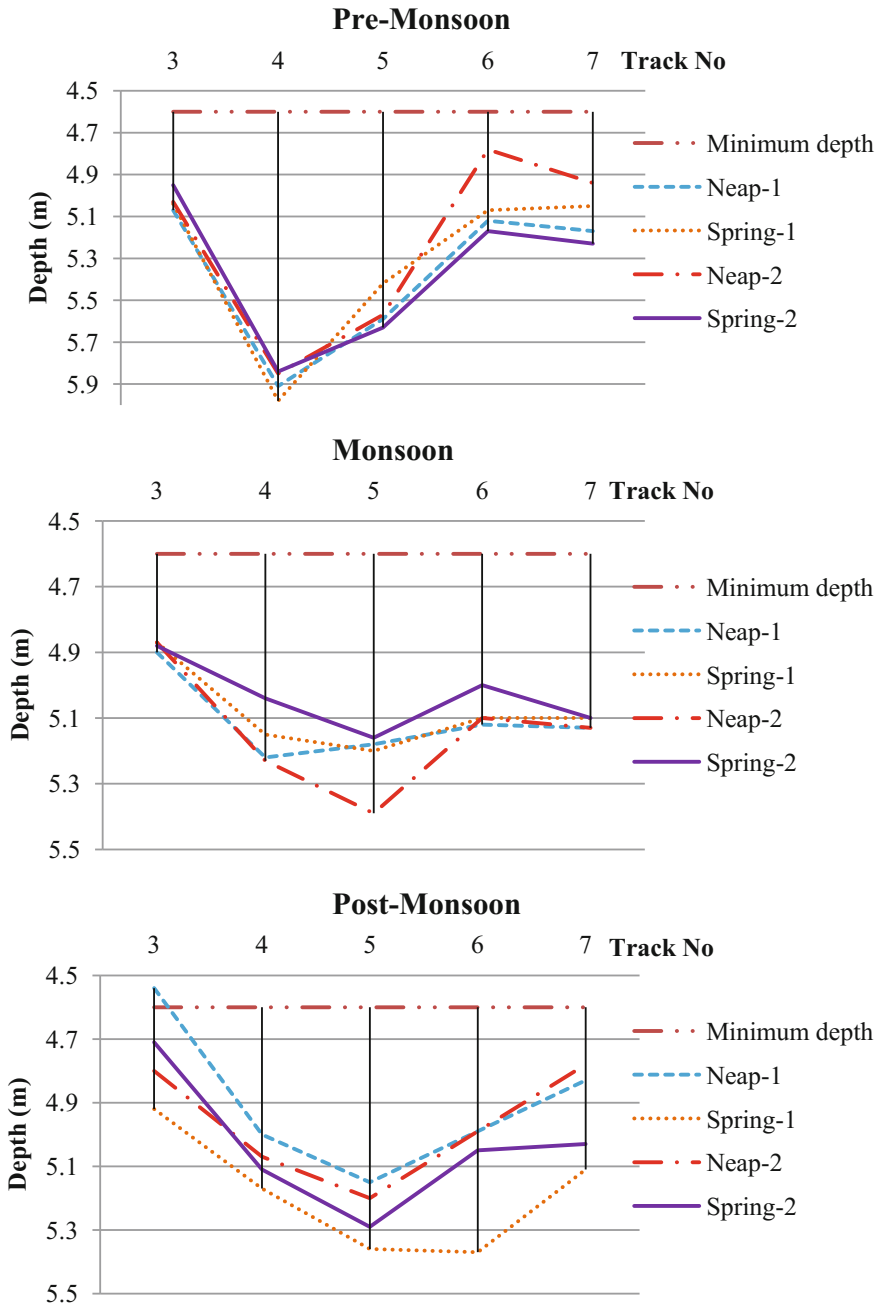 Pre-Monsoon
3 4 5 6 7 Track No
4.5
4.7
4.9
5.1
5.3
5.5
5.7
5.9
Depth (m)
Minimum depth
Neap-1
Spring-1
Neap-2
Spring-2
Monsoon
3 4 5 6 7 Track No
4.5
4.7
4.9
5.1
5.3
5.5
Depth (m)
Minimum depth
Neap-1
Spring-1
Neap-2
Spring-2
Post-Monsoon
3 4 5 6 7 Track No
4.5
4.7
4.9
5.1
5.3
5.5
Depth (m)
Minimum depth
Neap-1
Spring-1
Neap-2
Spring-2